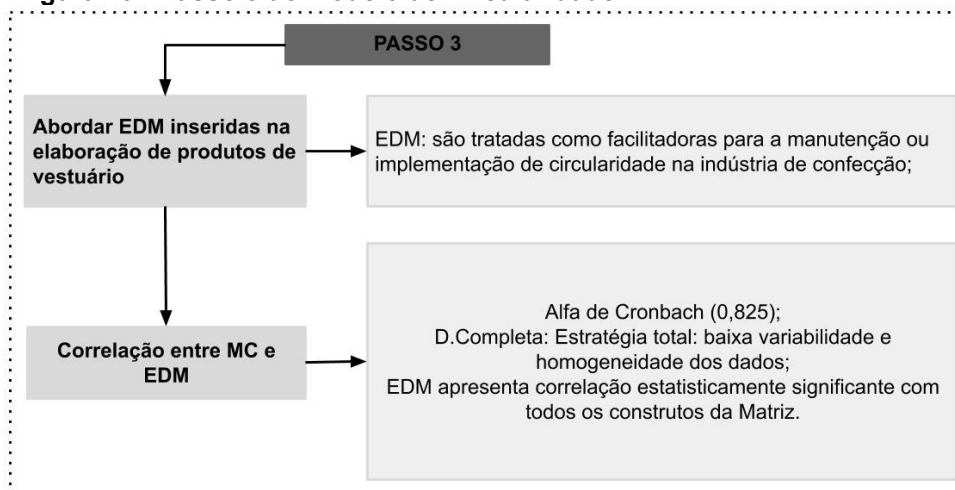 PASSO 3
Abordar EDM inseridas na
elaboração de produtos de
vestuário
EDM: são tratadas como facilitadoras para a manutenção ou
implementação de circularidade na indústria de confecção;
Correlação entre MC e
EDM
Alfa de Cronbach (0,825);
D.Completa: Estratégia total: baixa variabilidade e
homogeneidade dos dados;
EDM apresenta correlação estatisticamente significante com
todos os construtos da Matriz.